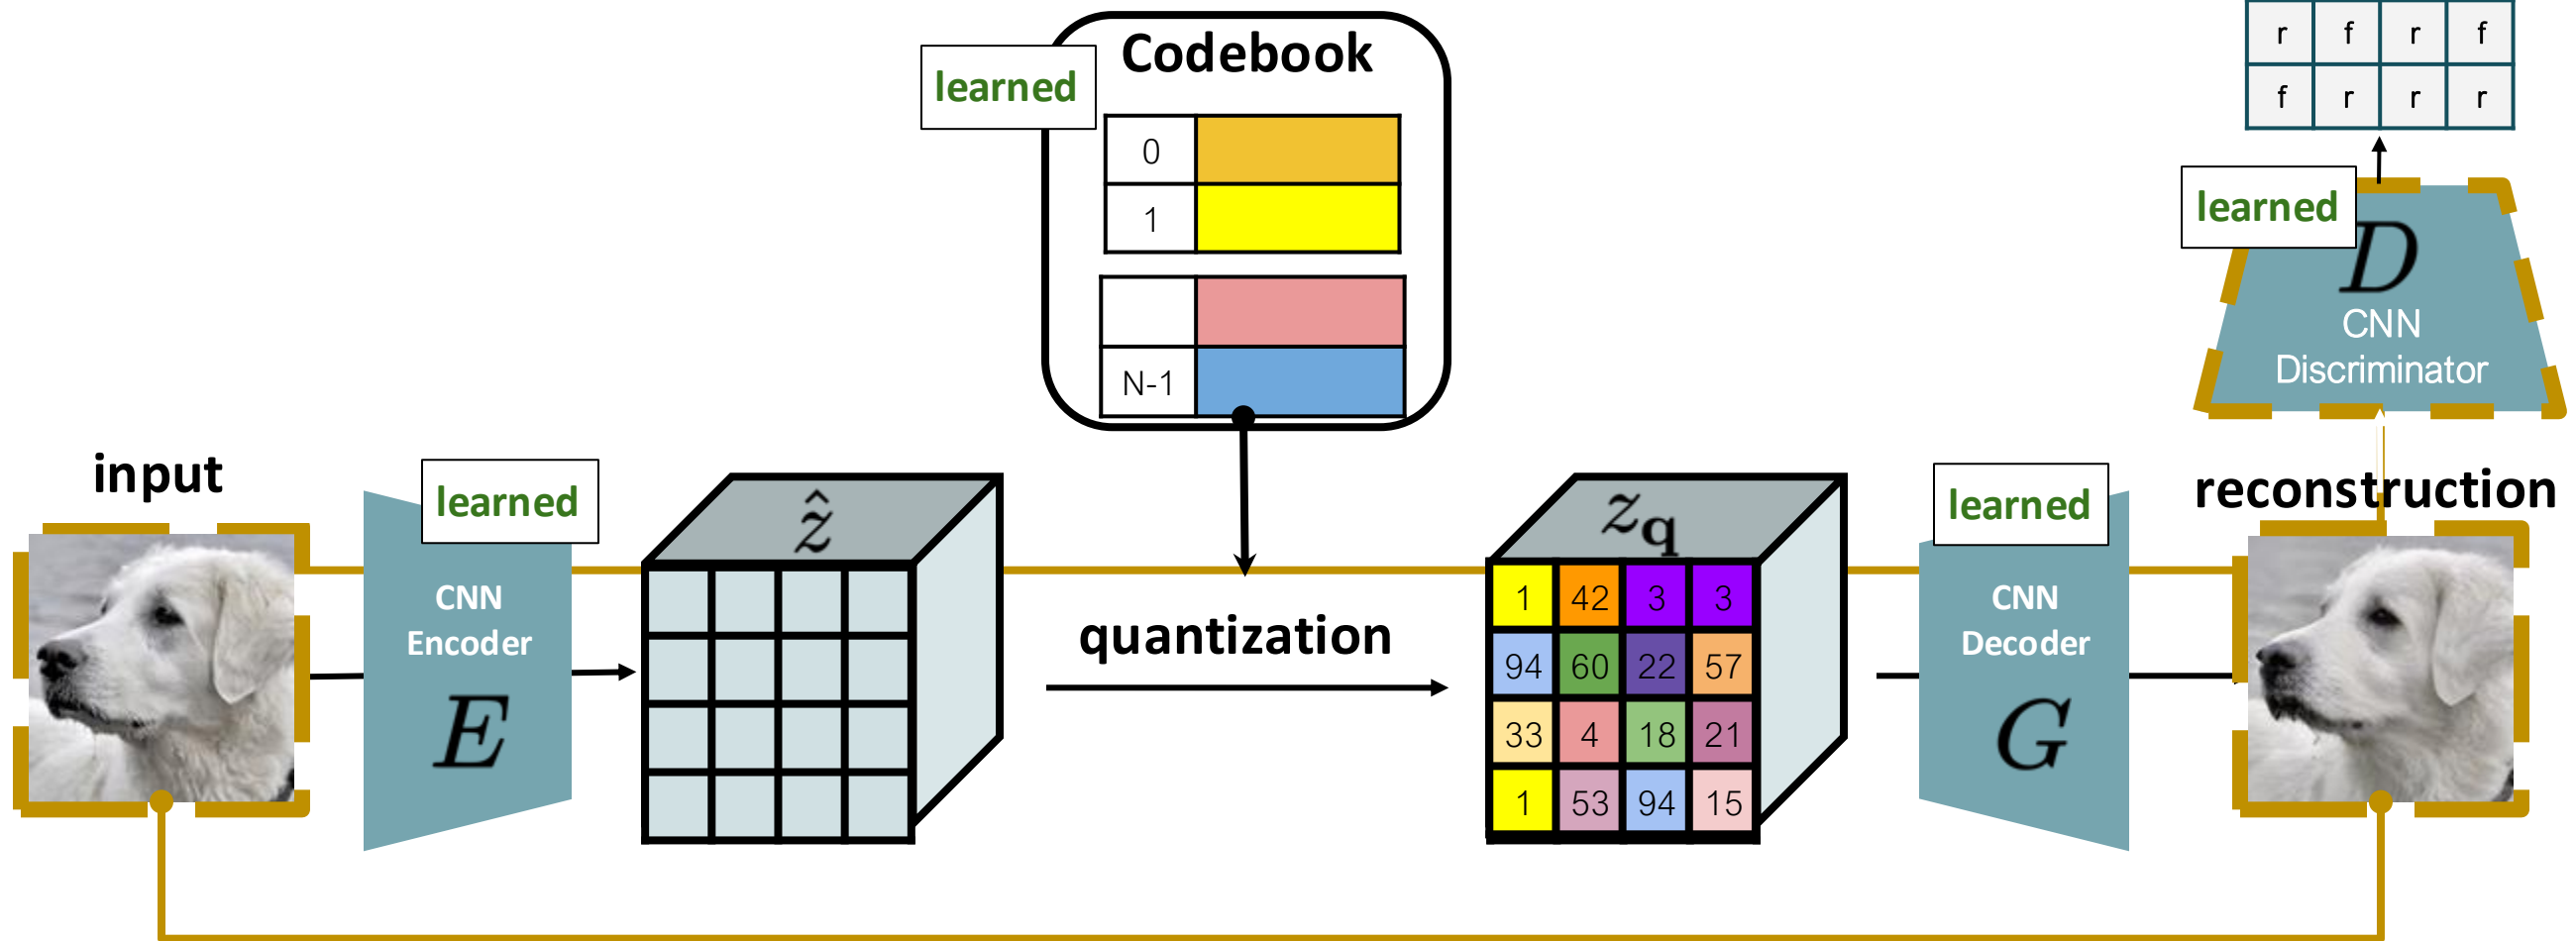 Codebook
learned
0
1
N-1
r f r f
f r r r
learned
D
CNN
Discriminator
input
learned
CNN
Encoder
E
ẑ
quantization
z_q
1 42 3 3
94 60 22 57
33 4 18 21
1 53 94 15
learned
CNN
Decoder
G
reconstruction